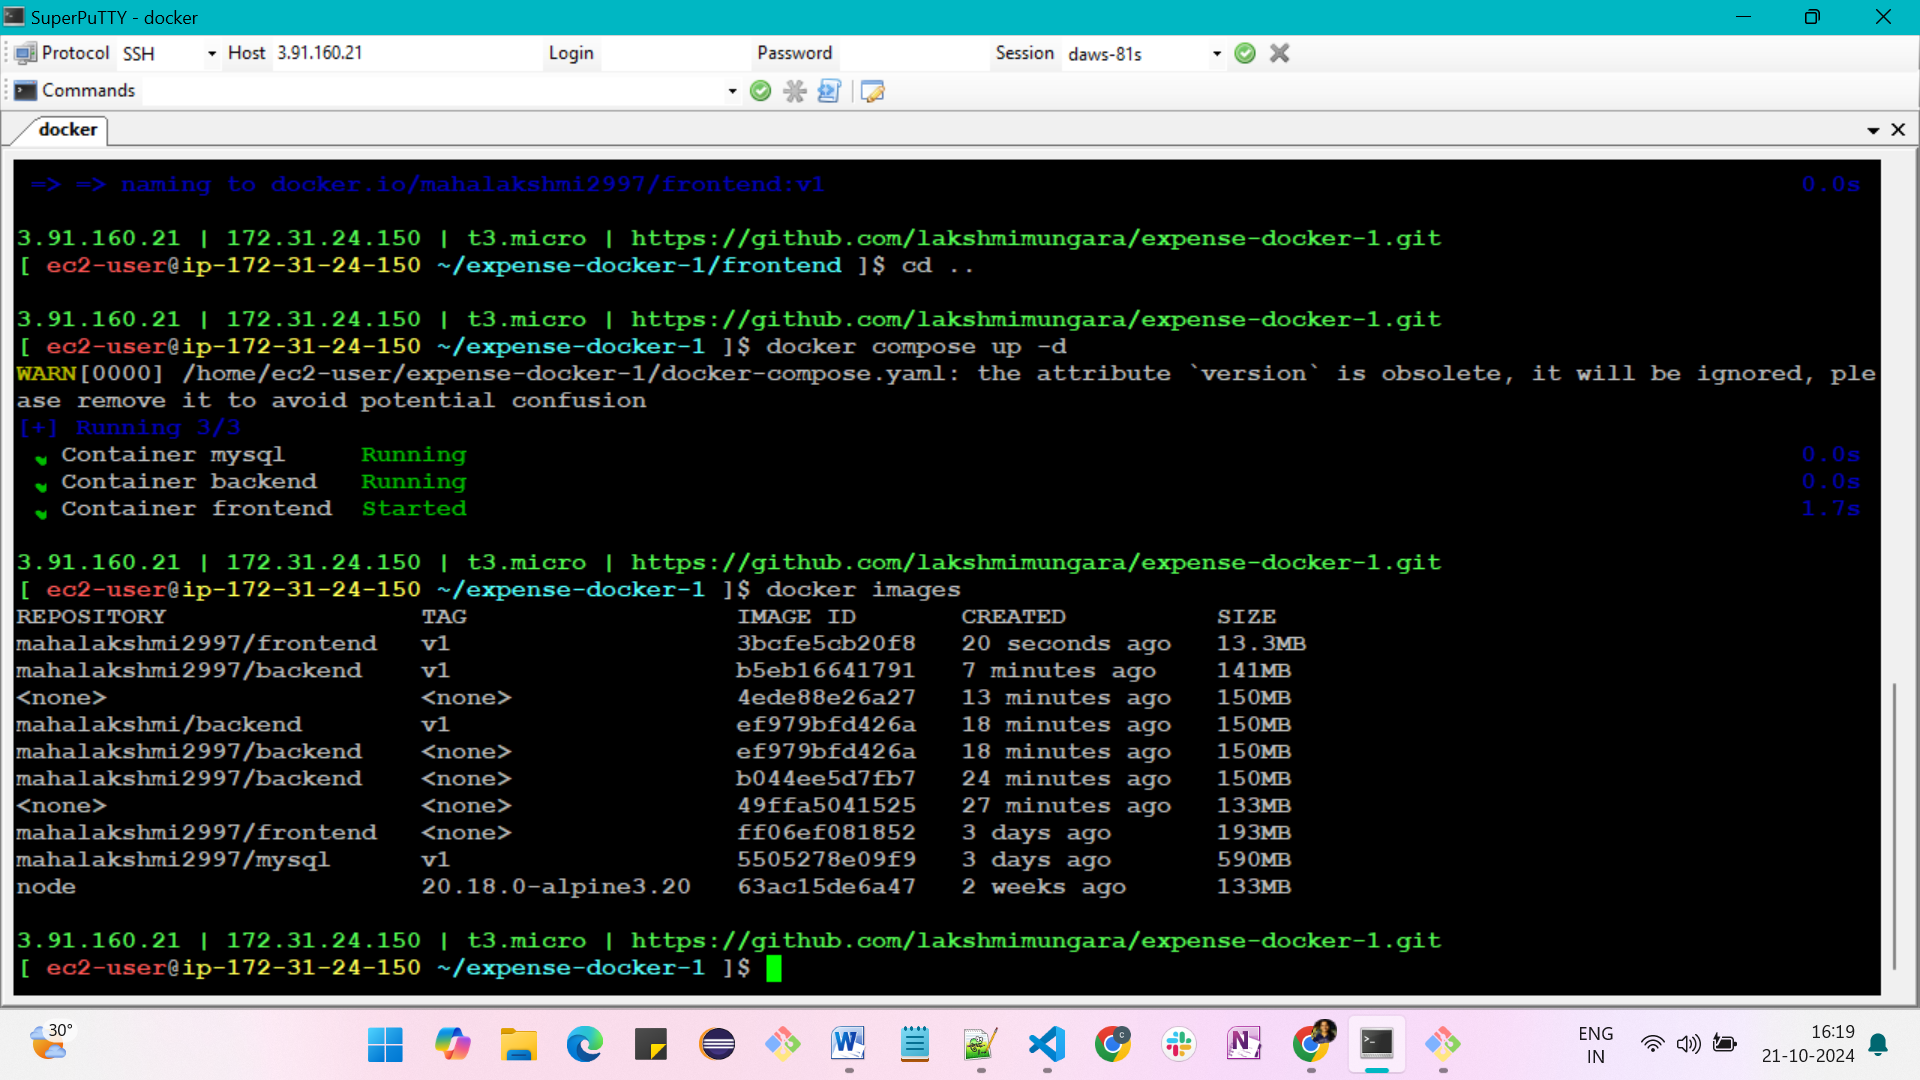 SuperPuTTY - docker
Protocol SSH Host 3.91.160.21 Login Password Session daws-81s
Commands
docker
=> => naming to docker.io/mahalakshmi2997/frontend:v1 0.0s
3.91.160.21 | 172.31.24.150 | t3.micro | https://github.com/lakshmimungara/expense-docker-1.git
[ ec2-user@ip-172-31-24-150 ~/expense-docker-1/frontend ]$ cd ..
3.91.160.21 | 172.31.24.150 | t3.micro | https://github.com/lakshmimungara/expense-docker-1.git
[ ec2-user@ip-172-31-24-150 ~/expense-docker-1 ]$ docker compose up -d
WARN[0000] /home/ec2-user/expense-docker-1/docker-compose.yaml: the attribute `version` is obsolete, it will be ignored, ple
ase remove it to avoid potential confusion
[+] Running 3/3
Container mysql Running 0.0s
Container backend Running 0.0s
Container frontend Started 1.7s
3.91.160.21 | 172.31.24.150 | t3.micro | https://github.com/lakshmimungara/expense-docker-1.git
[ ec2-user@ip-172-31-24-150 ~/expense-docker-1 ]$ docker images
REPOSITORY TAG IMAGE ID CREATED SIZE
mahalakshmi2997/frontend v1 3bcfe5cb20f8 20 seconds ago 13.3MB
mahalakshmi2997/backend v1 b5eb16641791 7 minutes ago 141MB
<none> <none> 4ede88e26a27 13 minutes ago 150MB
mahalakshmi/backend v1 ef979bfd426a 18 minutes ago 150MB
mahalakshmi2997/backend <none> ef979bfd426a 18 minutes ago 150MB
mahalakshmi2997/backend <none> b044ee5d7fb7 24 minutes ago 150MB
<none> <none> 49ffa5041525 27 minutes ago 133MB
mahalakshmi2997/frontend <none> ff06ef081852 3 days ago 193MB
mahalakshmi2997/mysql v1 5505278e09f9 3 days ago 590MB
node 20.18.0-alpine3.20 63ac15de6a47 2 weeks ago 133MB
3.91.160.21 | 172.31.24.150 | t3.micro | https://github.com/lakshmimungara/expense-docker-1.git
[ ec2-user@ip-172-31-24-150 ~/expense-docker-1 ]$
30°
ENG
IN
16:19
21-10-2024